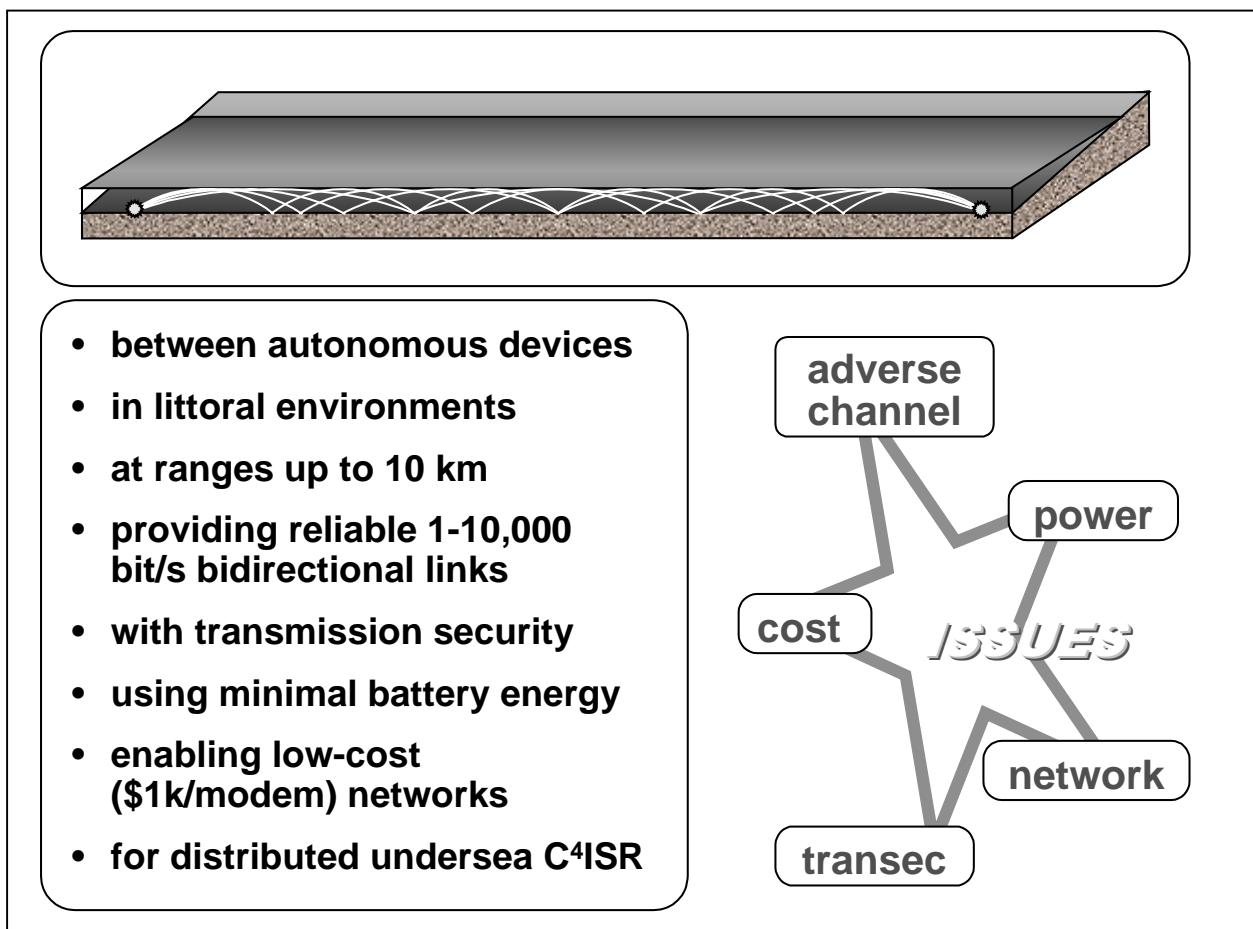 • between autonomous devices
• in littoral environments
• at ranges up to 10 km
• providing reliable 1-10,000
bit/s bidirectional links
• with transmission security
• using minimal battery energy
• enabling low-cost
($1k/modem) networks
• for distributed undersea C⁴ISR
adverse
channel
power
cost
ISSUES
network
transec